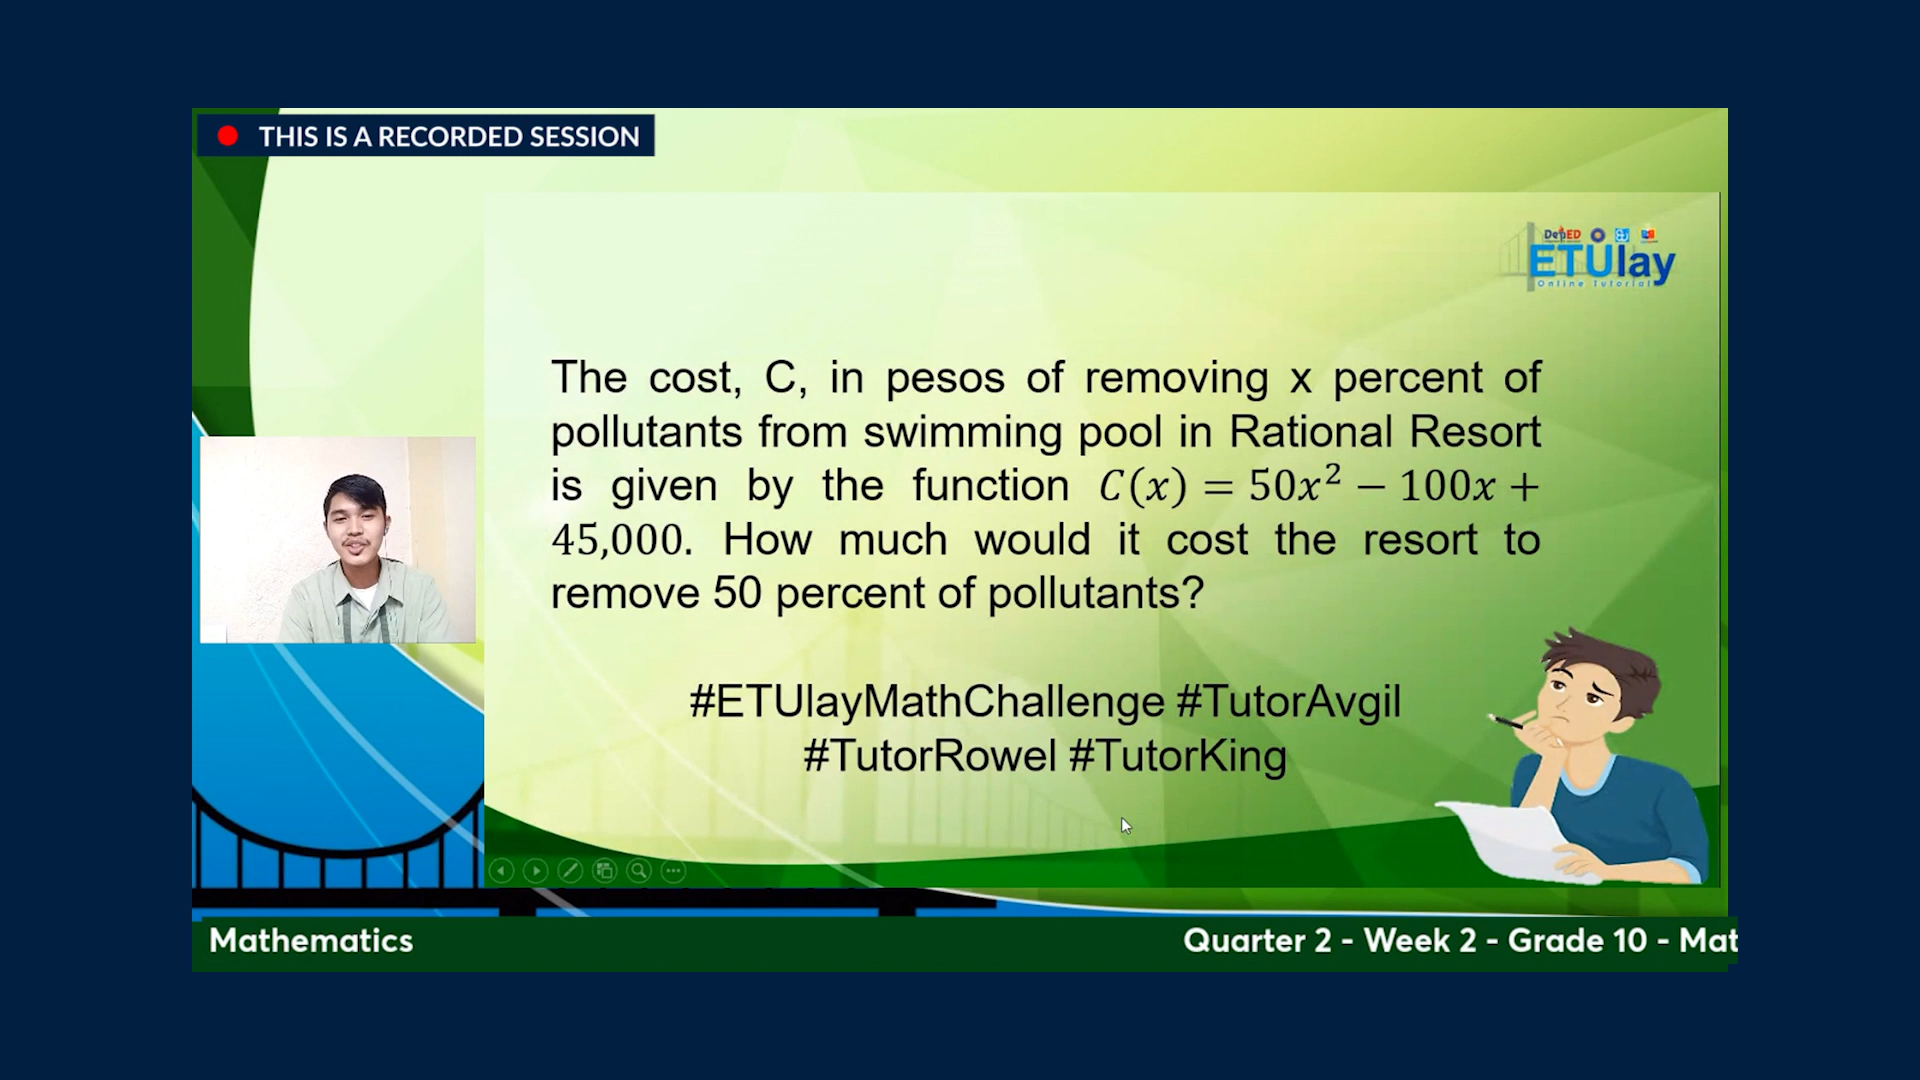 THIS IS A RECORDED SESSION
DepED
ETUlay
Online Tutorial
The cost, C, in pesos of removing x percent of
pollutants from swimming pool in Rational Resort
is given by the function C(x) = 50x² − 100x +
45,000. How much would it cost the resort to
remove 50 percent of pollutants?
#ETUlayMathChallenge #TutorAvgil
#TutorRowel #TutorKing
Mathematics
Quarter 2 - Week 2 - Grade 10 - Mat